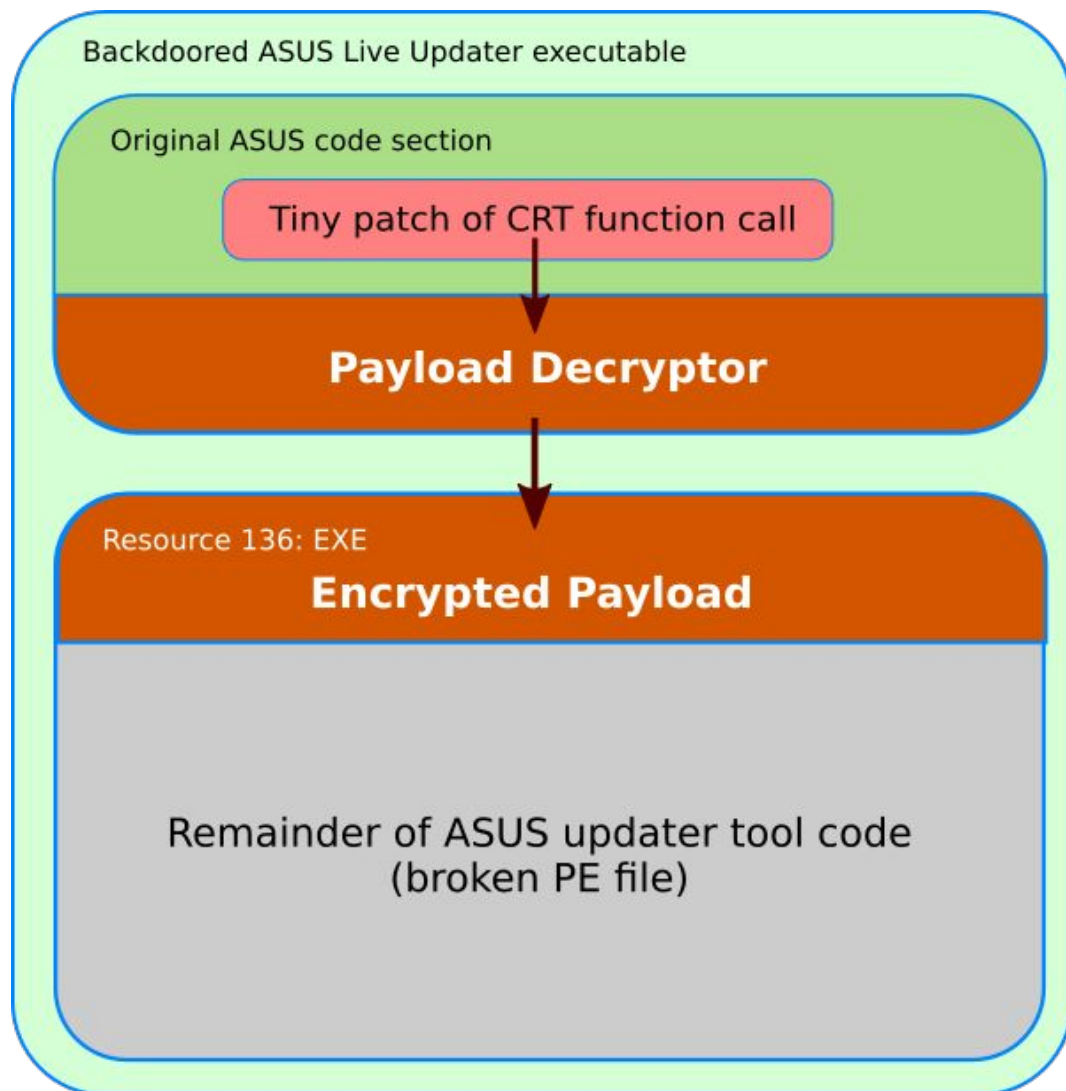 Backdoored ASUS Live Updater executable
Original ASUS code section
Tiny patch of CRT function call
Payload Decryptor
Resource 136: EXE
Encrypted Payload
Remainder of ASUS updater tool code
(broken PE file)